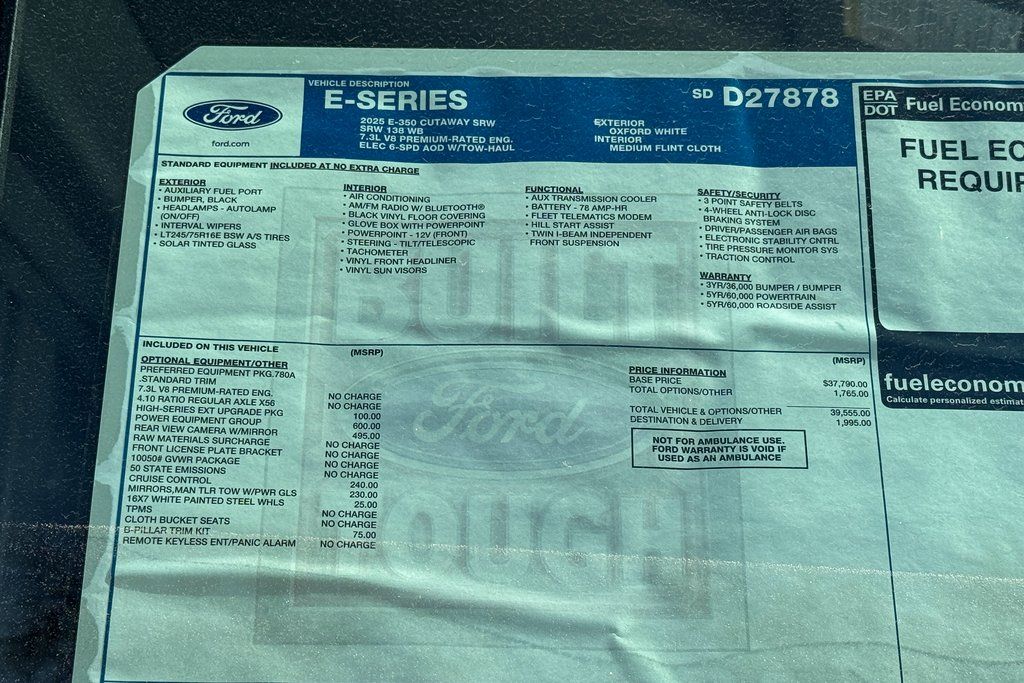 Ford
ford.com
VEHICLE DESCRIPTION
E-SERIES
2025 E-350 CUTAWAY SRW
SRW 138 WB
7.3L V8 PREMIUM-RATED ENG.
ELEC 6-SPD AOD W/TOW-HAUL
EXTERIOR
OXFORD WHITE
INTERIOR
MEDIUM FLINT CLOTH
SD D27878
STANDARD EQUIPMENT INCLUDED AT NO EXTRA CHARGE
EXTERIOR
• AUXILIARY FUEL PORT
• BUMPER, BLACK
• HEADLAMPS - AUTOLAMP
(ON/OFF)
• INTERVAL WIPERS
• LT245/75R16E BSW A/S TIRES
• SOLAR TINTED GLASS
INTERIOR
• AIR CONDITIONING
• AM/FM RADIO W/ BLUETOOTH®
• BLACK VINYL FLOOR COVERING
• GLOVE BOX WITH POWERPOINT
• POWERPOINT - 12V (FRONT)
• STEERING - TILT/TELESCOPIC
• TACHOMETER
• VINYL FRONT HEADLINER
• VINYL SUN VISORS
FUNCTIONAL
• AUX TRANSMISSION COOLER
• BATTERY - 78 AMP-HR
• FLEET TELEMATICS MODEM
• HILL START ASSIST
• TWIN I-BEAM INDEPENDENT
FRONT SUSPENSION
SAFETY/SECURITY
• 3 POINT SAFETY BELTS
• 4-WHEEL ANTI-LOCK DISC
BRAKING SYSTEM
• DRIVER/PASSENGER AIR BAGS
• ELECTRONIC STABILITY CNTRL
• TIRE PRESSURE MONITOR SYS
• TRACTION CONTROL
WARRANTY
• 3YR/36,000 BUMPER / BUMPER
• 5YR/60,000 POWERTRAIN
• 5YR/60,000 ROADSIDE ASSIST
INCLUDED ON THIS VEHICLE (MSRP)
OPTIONAL EQUIPMENT/OTHER
PREFERRED EQUIPMENT PKG.780A
.STANDARD TRIM
7.3L V8 PREMIUM-RATED ENG. NO CHARGE
4.10 RATIO REGULAR AXLE X56 NO CHARGE
HIGH-SERIES EXT UPGRADE PKG 100.00
POWER EQUIPMENT GROUP 600.00
REAR VIEW CAMERA W/MIRROR 495.00
RAW MATERIALS SURCHARGE NO CHARGE
FRONT LICENSE PLATE BRACKET NO CHARGE
10050# GVWR PACKAGE NO CHARGE
50 STATE EMISSIONS NO CHARGE
CRUISE CONTROL 240.00
MIRRORS,MAN TLR TOW W/PWR GLS 230.00
16X7 WHITE PAINTED STEEL WHLS 25.00
TPMS NO CHARGE
CLOTH BUCKET SEATS NO CHARGE
B-PILLAR TRIM KIT 75.00
REMOTE KEYLESS ENT/PANIC ALARM NO CHARGE
PRICE INFORMATION (MSRP)
BASE PRICE $37,790.00
TOTAL OPTIONS/OTHER 1,765.00
TOTAL VEHICLE & OPTIONS/OTHER 39,555.00
DESTINATION & DELIVERY 1,995.00
NOT FOR AMBULANCE USE.
FORD WARRANTY IS VOID IF
USED AS AN AMBULANCE
BUILT
Ford
TOUGH
EPA
DOT Fuel Econom
FUEL EC
REQUIR
fueleconom
Calculate personalized estimat